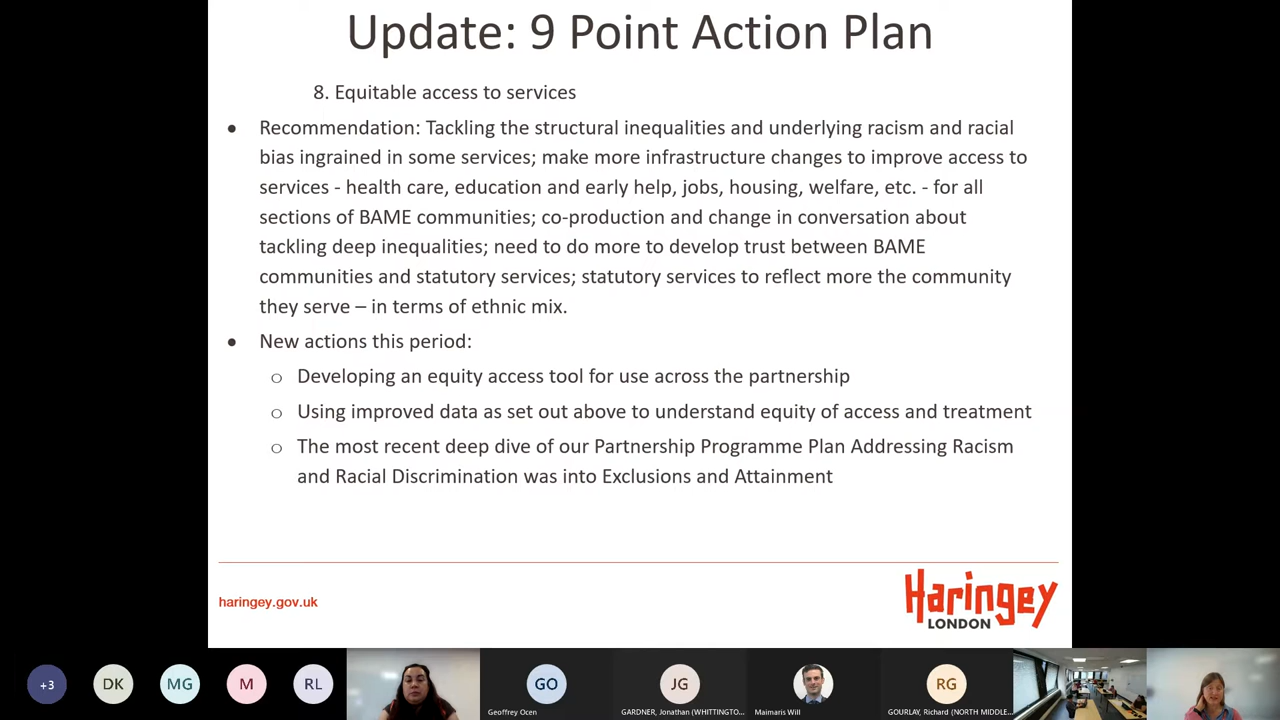 Update: 9 Point Action Plan
8. Equitable access to services
● Recommendation: Tackling the structural inequalities and underlying racism and racial
bias ingrained in some services; make more infrastructure changes to improve access to
services - health care, education and early help, jobs, housing, welfare, etc. - for all
sections of BAME communities; co-production and change in conversation about
tackling deep inequalities; need to do more to develop trust between BAME
communities and statutory services; statutory services to reflect more the community
they serve – in terms of ethnic mix.
● New actions this period:
○ Developing an equity access tool for use across the partnership
○ Using improved data as set out above to understand equity of access and treatment
○ The most recent deep dive of our Partnership Programme Plan Addressing Racism
and Racial Discrimination was into Exclusions and Attainment
haringey.gov.uk
Haringey
LONDON
+3
DK
MG
M
RL
GO
Geoffrey Ocen
JG
GARDNER, Jonathan (WHITTINGTO...
Maimaris Will
RG
GOURLAY, Richard (NORTH MIDDLE...